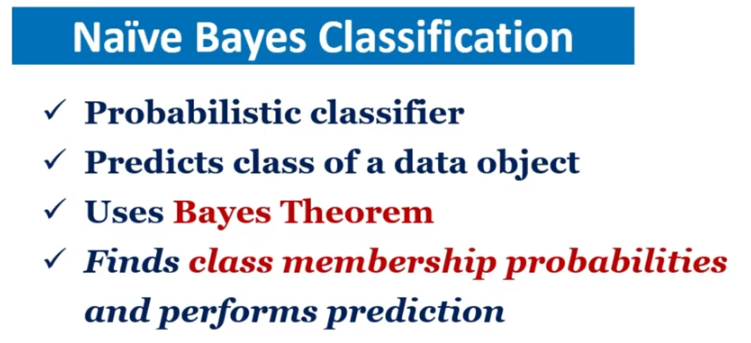 Naïve Bayes Classification
✓ Probabilistic classifier
✓ Predicts class of a data object
✓ Uses Bayes Theorem
✓ Finds class membership probabilities
and performs prediction